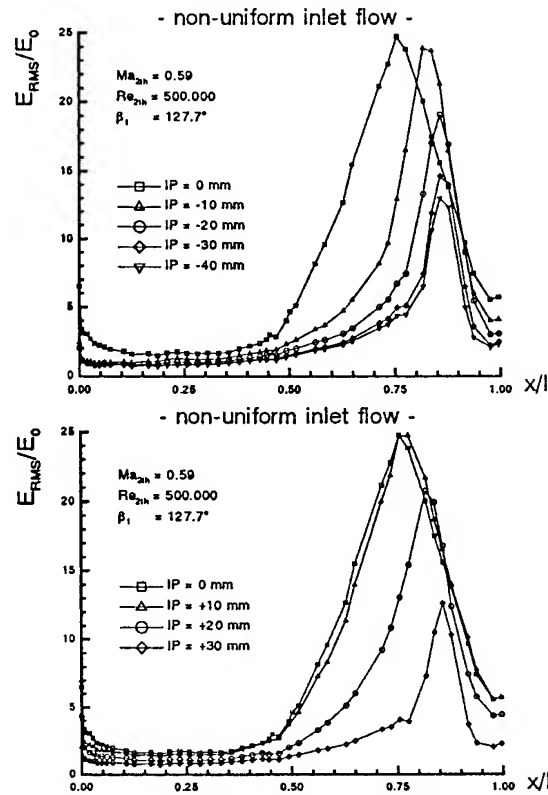 - non-uniform inlet flow -
E_RMS/E_0
25
20
15
10
5
0
Ma_2th = 0.59
Re_2th = 500.000
β_1 = 127.7°
IP = 0 mm
IP = -10 mm
IP = -20 mm
IP = -30 mm
IP = -40 mm
0.00 0.25 0.50 0.75 1.00 x/l
- non-uniform inlet flow -
E_RMS/E_0
25
20
15
10
5
0
Ma_2th = 0.59
Re_2th = 500.000
β_1 = 127.7°
IP = 0 mm
IP = +10 mm
IP = +20 mm
IP = +30 mm
0.00 0.25 0.50 0.75 1.00 x/l